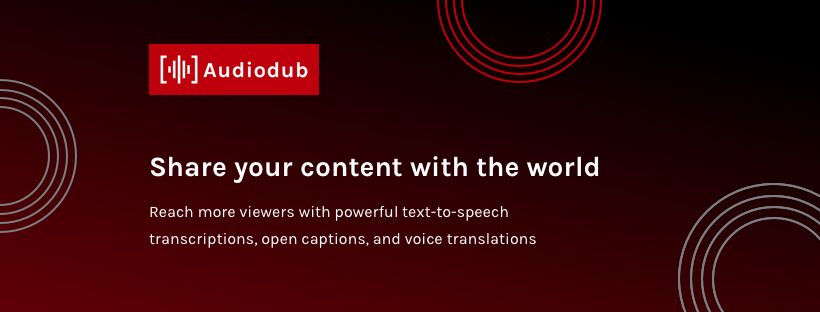 Audiodub
Share your content with the world
Reach more viewers with powerful text-to-speech
transcriptions, open captions, and voice translations